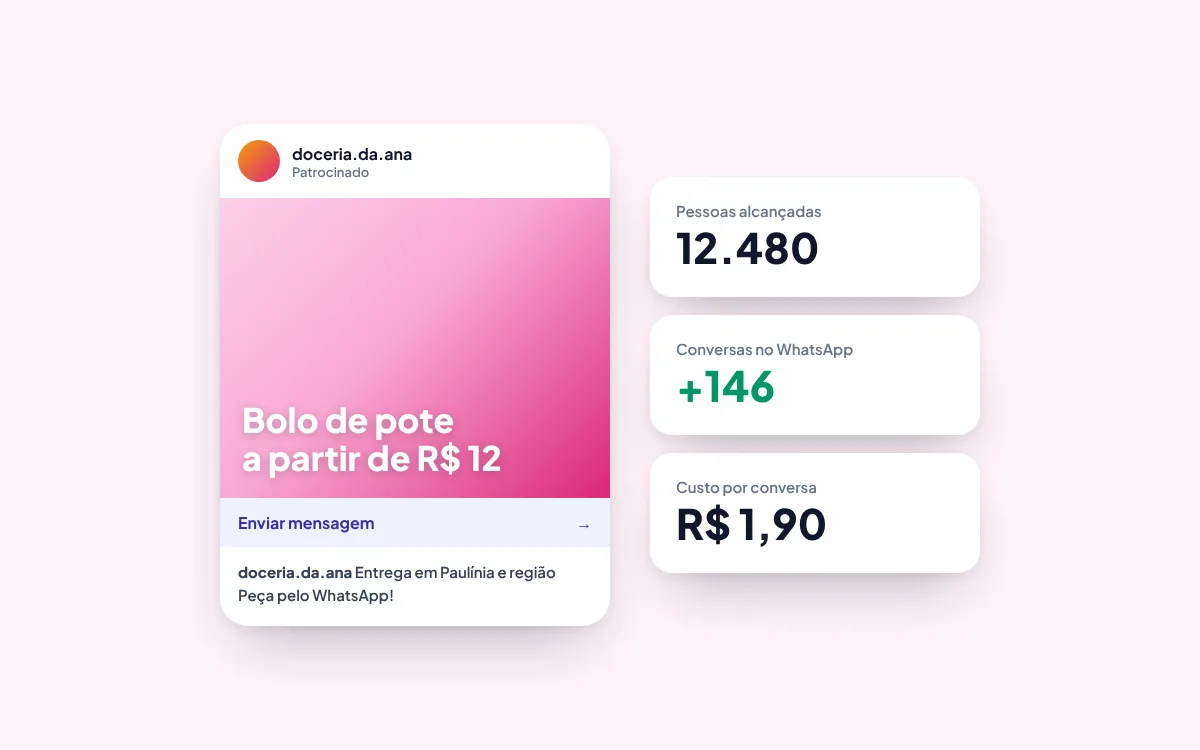 doceria.da.ana
Patrocinado
Bolo de pote
a partir de R$ 12
Enviar mensagem →
doceria.da.ana Entrega em Paulínia e região
Peça pelo WhatsApp!
Pessoas alcançadas
12.480
Conversas no WhatsApp
+146
Custo por conversa
R$ 1,90